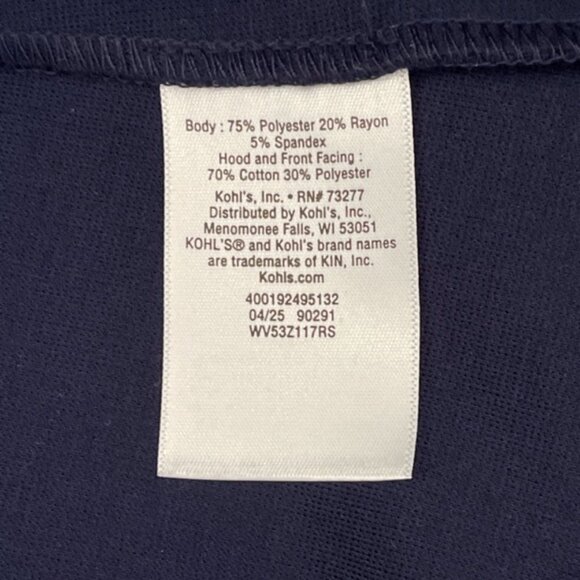 Body : 75% Polyester 20% Rayon
5% Spandex
Hood and Front Facing :
70% Cotton 30% Polyester
Kohl's, Inc. • RN# 73277
Distributed by Kohl's, Inc.,
Menomonee Falls, WI 53051
KOHL'S® and Kohl's brand names
are trademarks of KIN, Inc.
Kohls.com
400192495132
04/25 90291
WV53Z117RS